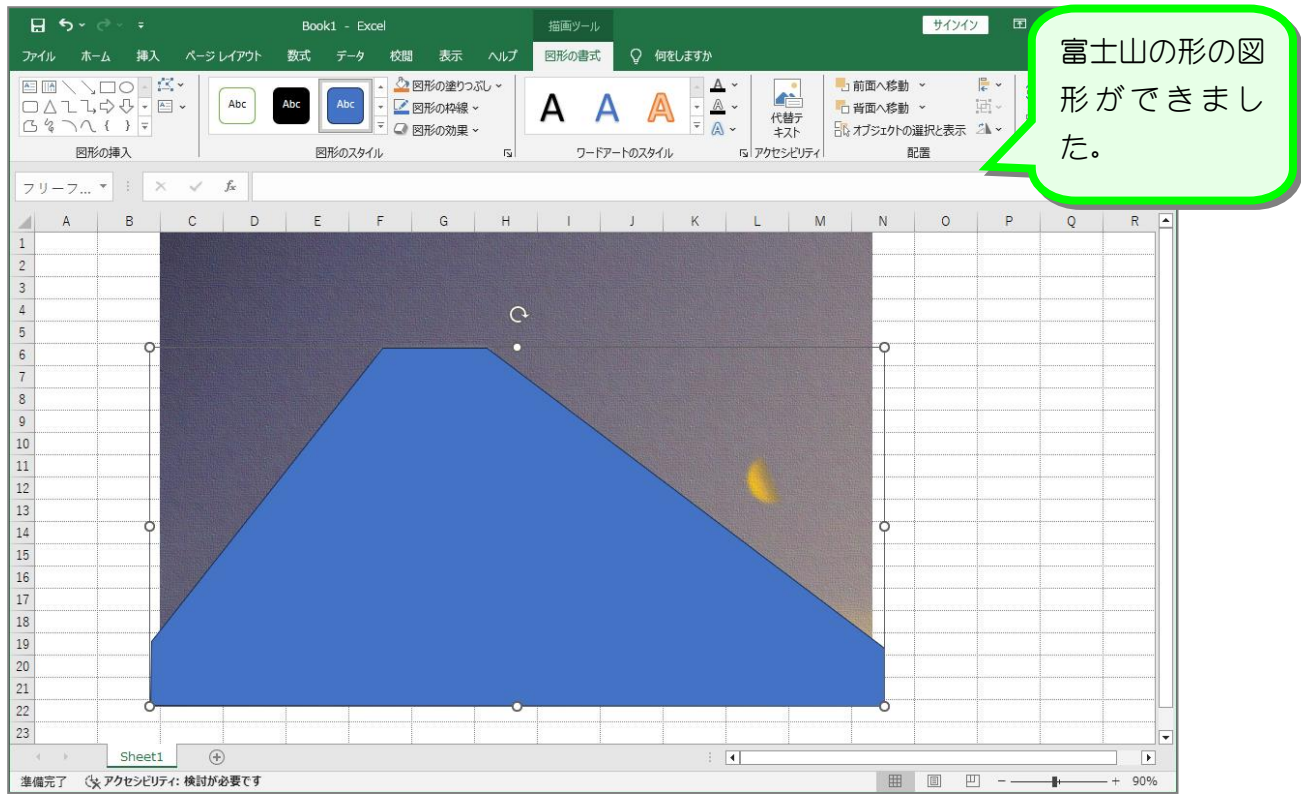 Book1 - Excel
描画ツール
サインイン
ファイル ホーム 挿入 ページ レイアウト 数式 データ 校閲 表示 ヘルプ 図形の書式 何をしますか
富士山の形の図
形ができまし
た。
Abc Abc Abc
図形の塗りつぶし
図形の枠線
図形の効果
A A A
A
A
A
代替テ
キスト
前面へ移動
背面へ移動
オブジェクトの選択と表示
図形の挿入 図形のスタイル ワードアートのスタイル アクセシビリティ 配置
フリーフ... fx
A B C D E F G H I J K L M N O P Q R
1
2
3
4
5
6
7
8
9
10
11
12
13
14
15
16
17
18
19
20
21
22
23
Sheet1
準備完了 アクセシビリティ: 検討が必要です 90%